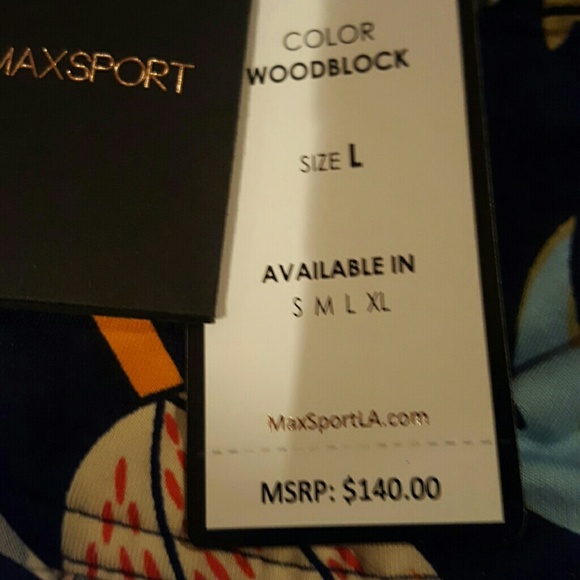 MAXSPORT
COLOR
WOODBLOCK
SIZE L
AVAILABLE IN
S M L XL
MaxSportLA.com
MSRP: $140.00